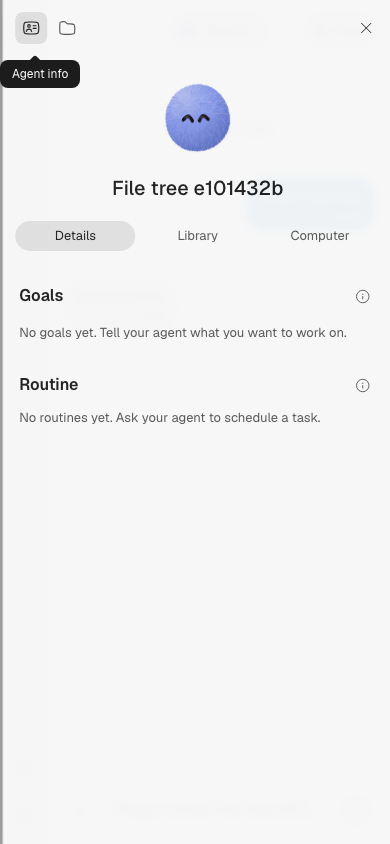 Agent info
File tree e101432b
Details
Library
Computer
Goals
No goals yet. Tell your agent what you want to work on.
Routine
No routines yet. Ask your agent to schedule a task.